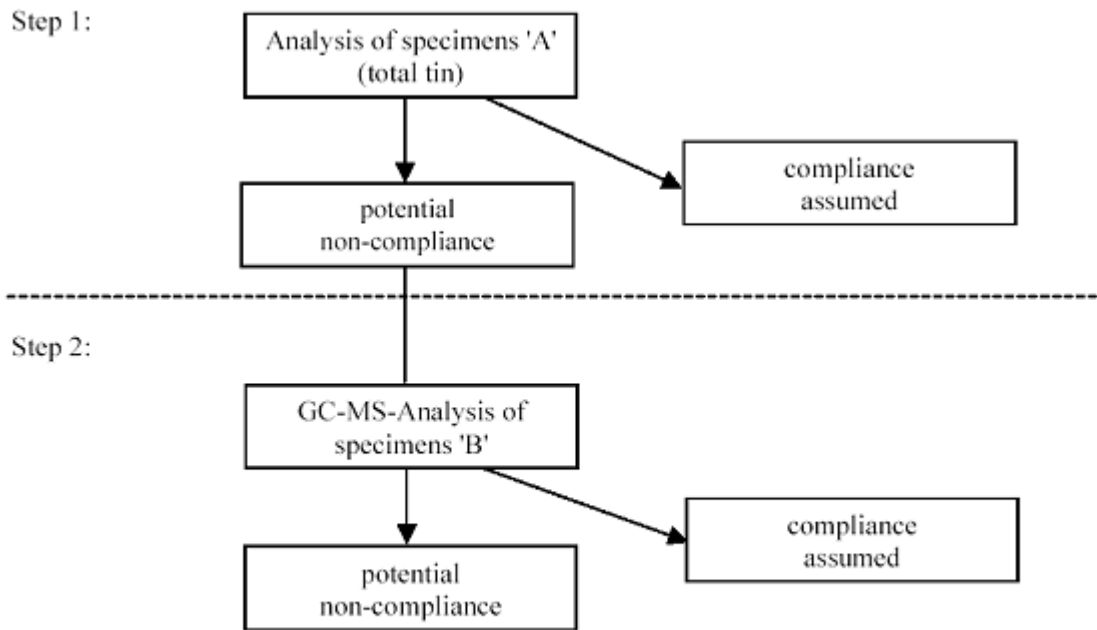 Step 1:
Analysis of specimens 'A'
(total tin)
compliance
assumed
potential
non-compliance
Step 2:
GC-MS-Analysis of
specimens 'B'
compliance
assumed
potential
non-compliance